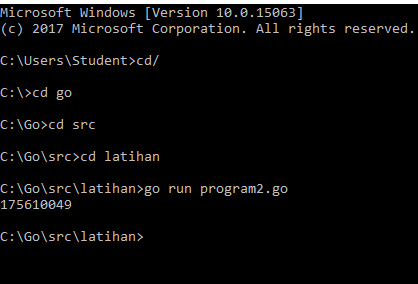 Microsoft Windows [Version 10.0.15063]
(c) 2017 Microsoft Corporation. All rights reserved.
C:\Users\Student>cd/
C:\>cd go
C:\Go>cd src
C:\Go\src>cd latihan
C:\Go\src\latihan>go run program2.go
175610049
C:\Go\src\latihan>